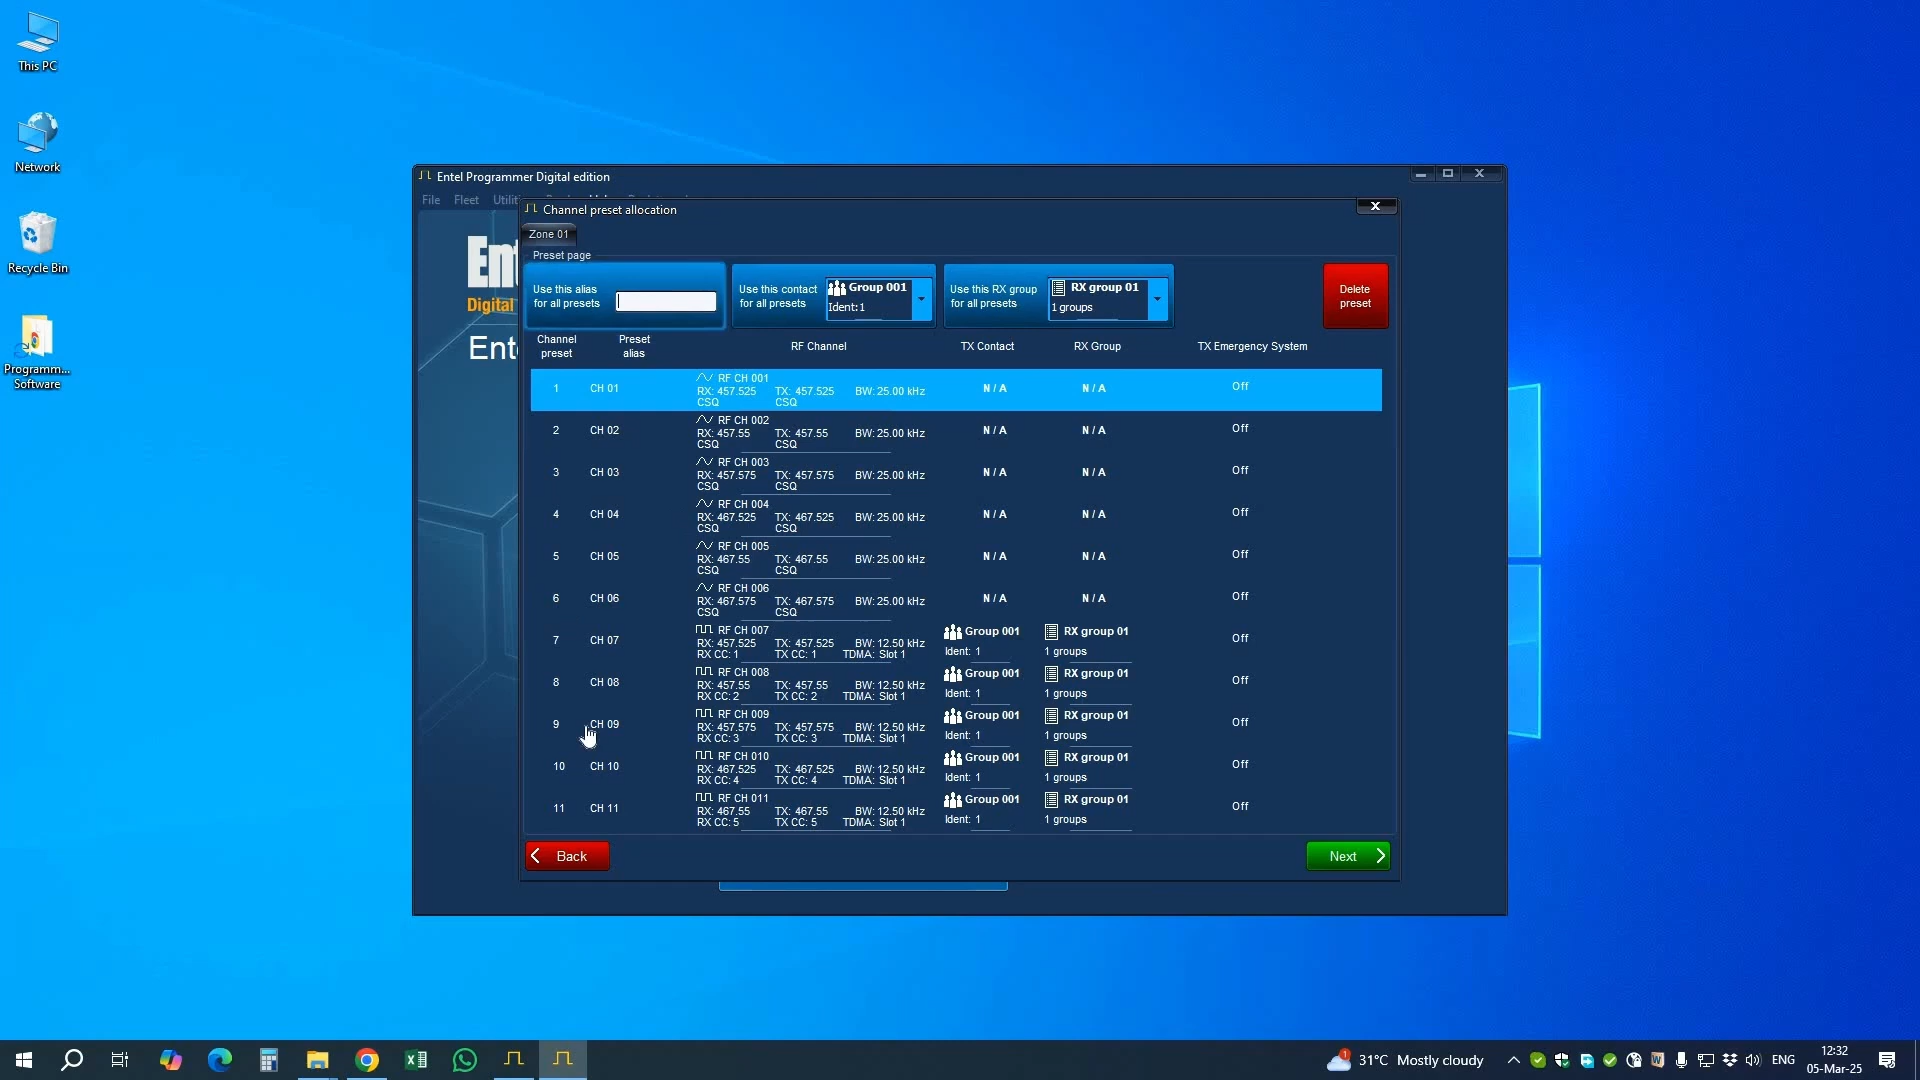 This PC
Network
Recycle Bin
Programm...
Software
Entel Programmer Digital edition
File Fleet
Channel preset allocation
Zone 01
Preset page
Use this alias
for all presets
Use this contact
for all presets
Group 001
Ident:1
Use this RX group
for all presets
RX group 01
1 groups
Delete
preset
Digital
Channel
preset
Preset
alias
RF Channel
TX Contact
RX Group
TX Emergency System
1 CH 01
RF CH 001
RX: 457.525 TX: 457.525 BW: 25.00 kHz
CSQ CSQ
N / A N / A Off
2 CH 02
RF CH 002
RX: 457.55 TX: 457.55 BW: 25.00 kHz
CSQ CSQ
N / A N / A Off
3 CH 03
RF CH 003
RX: 457.575 TX: 457.575 BW: 25.00 kHz
CSQ CSQ
N / A N / A Off
4 CH 04
RF CH 004
RX: 467.525 TX: 467.525 BW: 25.00 kHz
CSQ CSQ
N / A N / A Off
5 CH 05
RF CH 005
RX: 467.55 TX: 467.55 BW: 25.00 kHz
CSQ CSQ
N / A N / A Off
6 CH 06
RF CH 006
RX: 467.575 TX: 467.575 BW: 25.00 kHz
CSQ CSQ
N / A N / A Off
7 CH 07
RF CH 007
RX: 457.525 TX: 457.525 BW: 12.50 kHz
RX CC: 1 TX CC: 1 TDMA: Slot 1
Group 001 RX group 01 Off
Ident: 1 1 groups
8 CH 08
RF CH 008
RX: 457.55 TX: 457.55 BW: 12.50 kHz
RX CC: 2 TX CC: 2 TDMA: Slot 1
Group 001 RX group 01 Off
Ident: 1 1 groups
9 CH 09
RF CH 009
RX: 457.575 TX: 457.575 BW: 12.50 kHz
RX CC: 3 TX CC: 3 TDMA: Slot 1
Group 001 RX group 01 Off
Ident: 1 1 groups
10 CH 10
RF CH 010
RX: 467.525 TX: 467.525 BW: 12.50 kHz
RX CC: 4 TX CC: 4 TDMA: Slot 1
Group 001 RX group 01 Off
Ident: 1 1 groups
11 CH 11
RF CH 011
RX: 467.55 TX: 467.55 BW: 12.50 kHz
RX CC: 5 TX CC: 5 TDMA: Slot 1
Group 001 RX group 01 Off
Ident: 1 1 groups
Back
Next
1
31°C Mostly cloudy
ENG
12:32
05-Mar-25